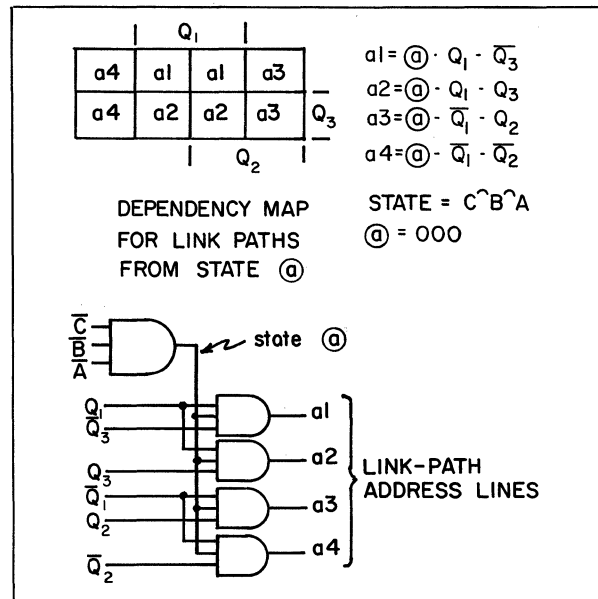 Q₁
a4 a1 a1 a3
a4 a2 a2 a3 Q₃
Q₂
a1 = ⓐ · Q₁ - Q̅₃
a2 = ⓐ - Q₁ - Q₃
a3 = ⓐ - Q̅₁ - Q₂
a4 = ⓐ - Q̅₁ - Q̅₂
DEPENDENCY MAP
FOR LINK PATHS
FROM STATE ⓐ
STATE = C⌒B⌒A
ⓐ = 000
C̅
B̅
A̅
state ⓐ
Q₁
Q̅₃
Q₃
Q̅₁
Q₂
Q̅₂
a1
a2
a3
a4
LINK-PATH
ADDRESS LINES